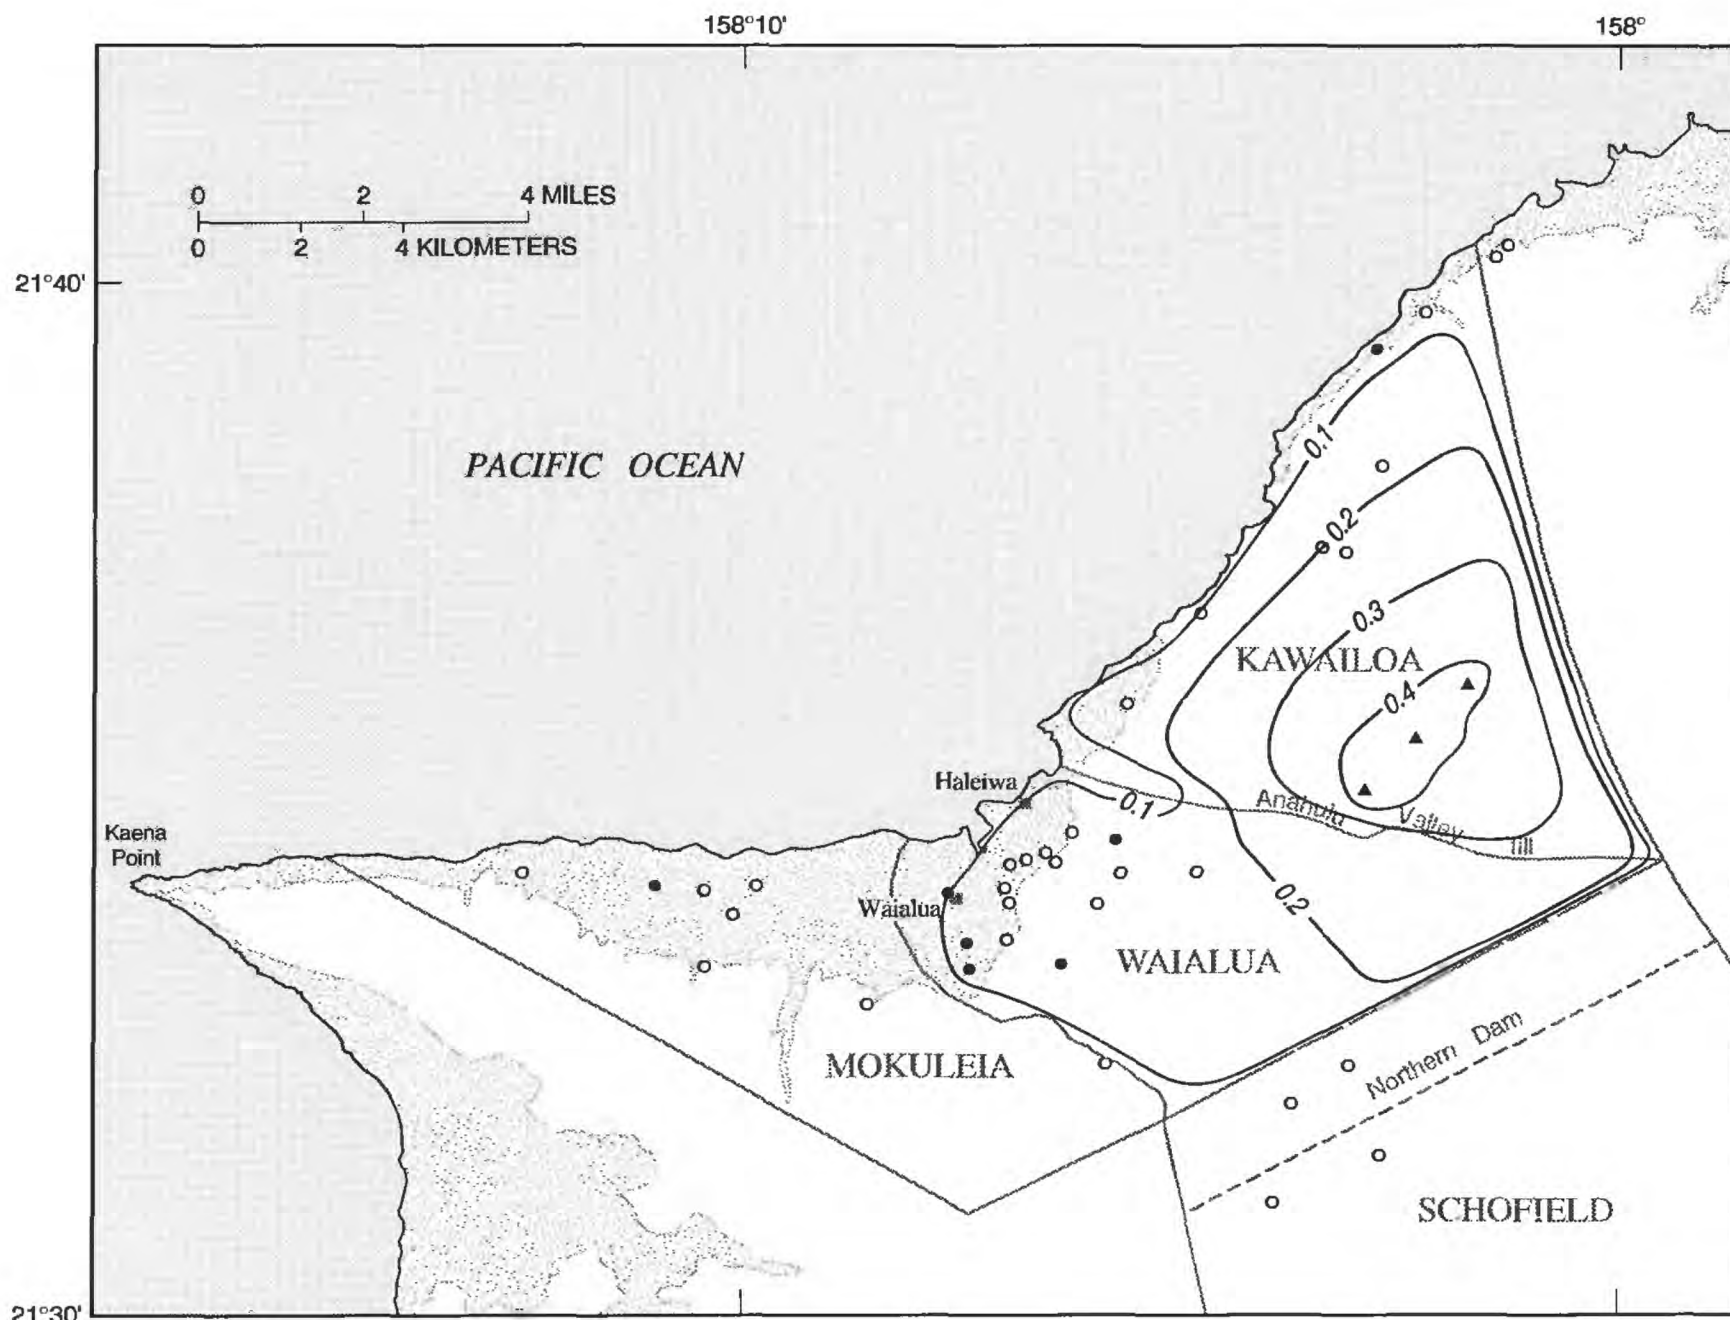 158°10'
158°
0 2 4 MILES
0 2 4 KILOMETERS
21°40'
0.1
PACIFIC OCEAN
0.2
0.3
KAWAILOA
0.4
Haleiwa
0.1
Anahulu Valley fill
Kaena
Point
0.2
Waialua
WAIALUA
Northern Dam
MOKULEIA
SCHOFIELD
21°30'